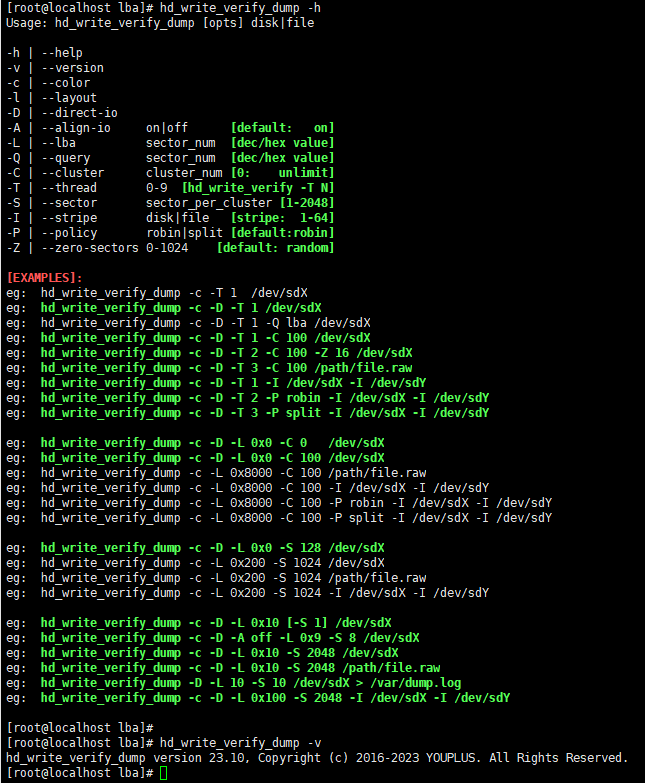 [root@localhost lba]# hd_write_verify_dump -h
Usage: hd_write_verify_dump [opts] disk|file

-h | --help
-v | --version
-c | --color
-l | --layout
-D | --direct-io
-A | --align-io     on|off      [default:   on]
-L | --lba          sector_num  [dec/hex value]
-Q | --query        sector_num  [dec/hex value]
-C | --cluster      cluster_num [0:    unlimit]
-T | --thread       0-9  [hd_write_verify -T N]
-S | --sector       sector_per_cluster [1-2048]
-I | --stripe       disk|file   [stripe:  1-64]
-P | --policy       robin|split [default:robin]
-Z | --zero-sectors 0-1024    [default: random]

[EXAMPLES]:
eg:  hd_write_verify_dump -c -T 1  /dev/sdX
eg:  hd_write_verify_dump -c -D -T 1 /dev/sdX
eg:  hd_write_verify_dump -c -D -T 1 -Q lba /dev/sdX
eg:  hd_write_verify_dump -c -D -T 1 -C 100 /dev/sdX
eg:  hd_write_verify_dump -c -D -T 2 -C 100 -Z 16 /dev/sdX
eg:  hd_write_verify_dump -c -D -T 3 -C 100 /path/file.raw
eg:  hd_write_verify_dump -c -D -T 1 -I /dev/sdX -I /dev/sdY
eg:  hd_write_verify_dump -c -D -T 2 -P robin -I /dev/sdX -I /dev/sdY
eg:  hd_write_verify_dump -c -D -T 3 -P split -I /dev/sdX -I /dev/sdY

eg:  hd_write_verify_dump -c -D -L 0x0 -C 0   /dev/sdX
eg:  hd_write_verify_dump -c -D -L 0x0 -C 100 /dev/sdX
eg:  hd_write_verify_dump -c -L 0x8000 -C 100 /path/file.raw
eg:  hd_write_verify_dump -c -L 0x8000 -C 100 -I /dev/sdX -I /dev/sdY
eg:  hd_write_verify_dump -c -L 0x8000 -C 100 -P robin -I /dev/sdX -I /dev/sdY
eg:  hd_write_verify_dump -c -L 0x8000 -C 100 -P split -I /dev/sdX -I /dev/sdY

eg:  hd_write_verify_dump -c -D -L 0x0 -S 128 /dev/sdX
eg:  hd_write_verify_dump -c -L 0x200 -S 1024 /dev/sdX
eg:  hd_write_verify_dump -c -L 0x200 -S 1024 /path/file.raw
eg:  hd_write_verify_dump -c -L 0x200 -S 1024 -I /dev/sdX -I /dev/sdY

eg:  hd_write_verify_dump -c -D -L 0x10 [-S 1] /dev/sdX
eg:  hd_write_verify_dump -c -D -A off -L 0x9 -S 8 /dev/sdX
eg:  hd_write_verify_dump -c -D -L 0x10 -S 2048 /dev/sdX
eg:  hd_write_verify_dump -c -D -L 0x10 -S 2048 /path/file.raw
eg:  hd_write_verify_dump -D -L 10 -S 10 /dev/sdX > /var/dump.log
eg:  hd_write_verify_dump -c -D -L 0x100 -S 2048 -I /dev/sdX -I /dev/sdY

[root@localhost lba]#
[root@localhost lba]# hd_write_verify_dump -v
hd_write_verify_dump version 23.10, Copyright (c) 2016-2023 YOUPLUS. All Rights Reserved.
[root@localhost lba]#